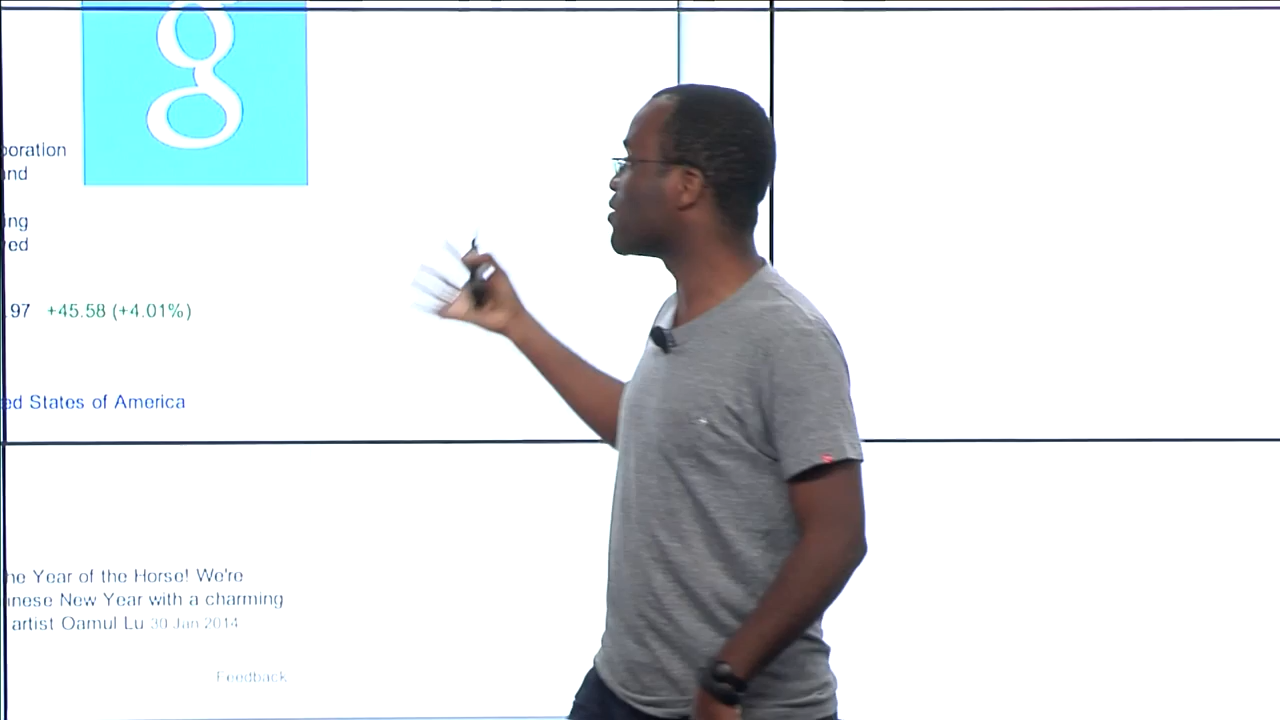 g
poration
and
ing
ed
.97 +45.58 (+4.01%)
ed States of America
he Year of the Horse! We're
inese New Year with a charming
artist Oamul Lu 30 Jan 2014
Feedback